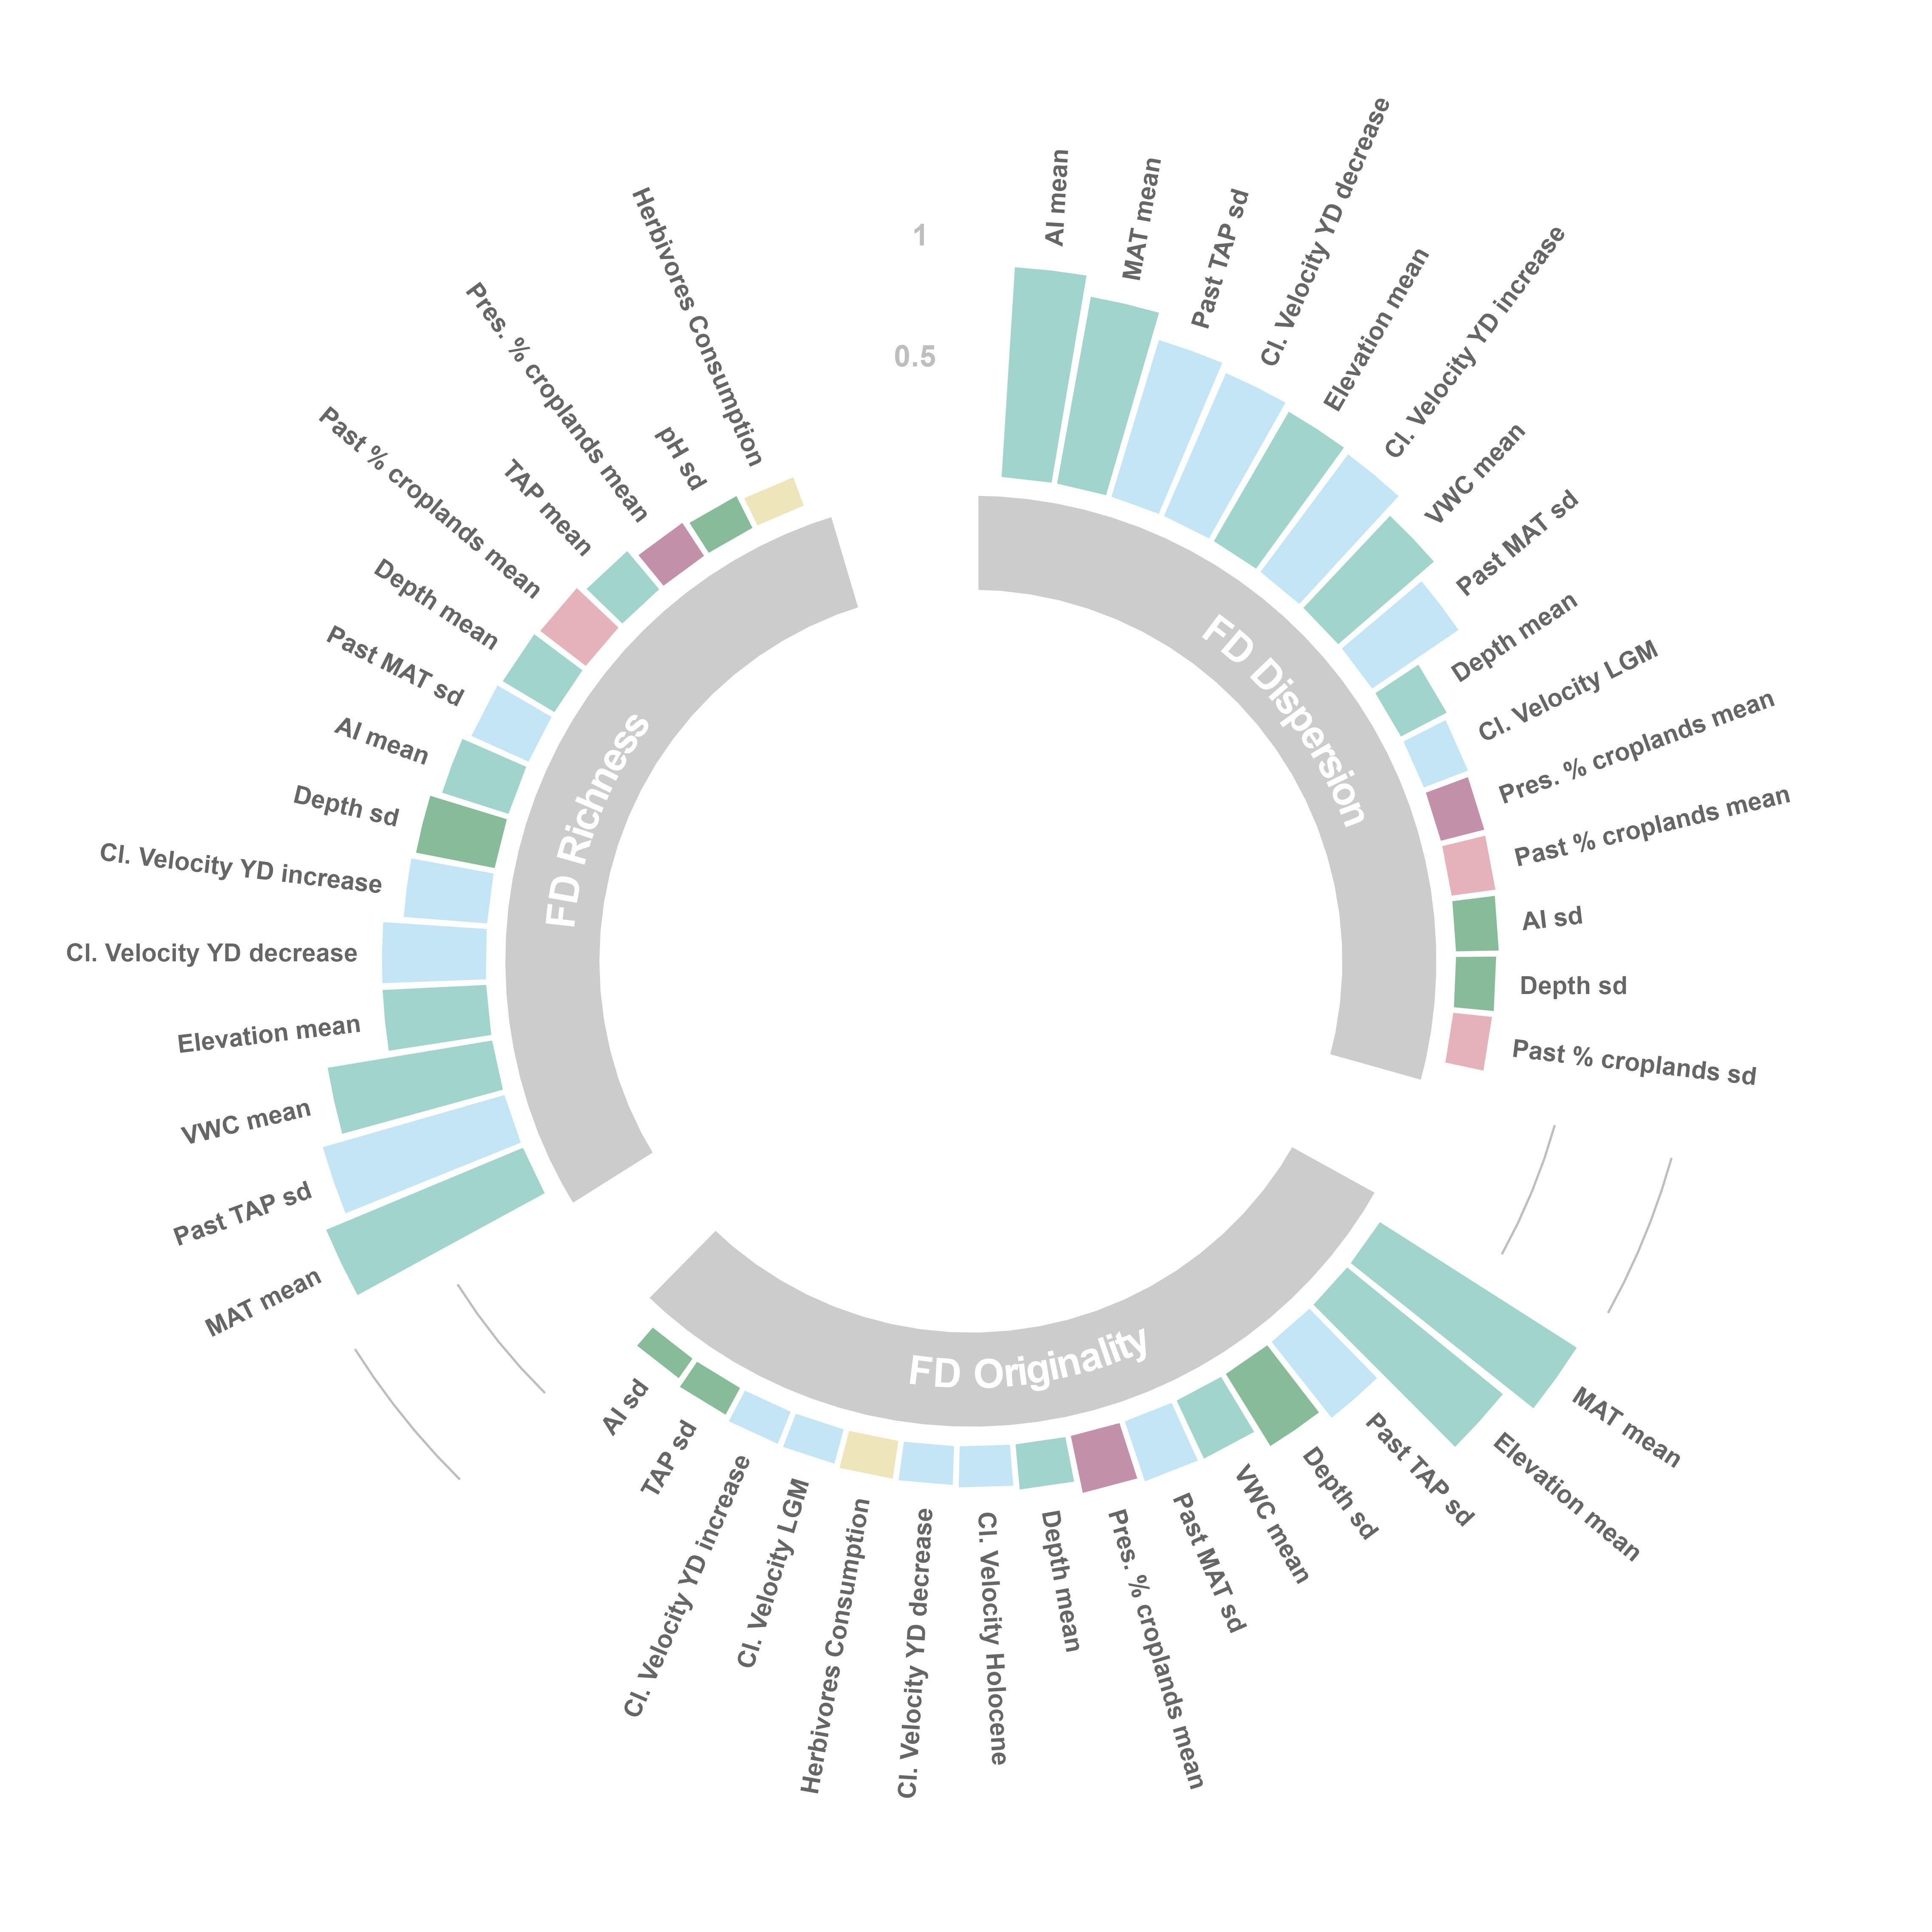 1
0.5
AI mean
MAT mean
Past TAP sd
Cl. Velocity YD decrease
Elevation mean
Cl. Velocity YD increase
VWC mean
Past MAT sd
Depth mean
Cl. Velocity LGM
Pres. % croplands mean
Past % croplands mean
AI sd
Depth sd
Past % croplands sd
FD Dispersion
MAT mean
Elevation mean
Past TAP sd
Depth sd
VWC mean
Past MAT sd
Pres. % croplands mean
Depth mean
Cl. Velocity Holocene
Cl. Velocity YD decrease
Herbivores Consumption
Cl. Velocity LGM
Cl. Velocity YD increase
TAP sd
AI sd
FD Originality
MAT mean
Past TAP sd
VWC mean
Elevation mean
Cl. Velocity YD decrease
Cl. Velocity YD increase
Depth sd
AI mean
Past MAT sd
Depth mean
Past % croplands mean
TAP mean
Pres. % croplands mean
pH sd
Herbivores Consumption
FD Richness